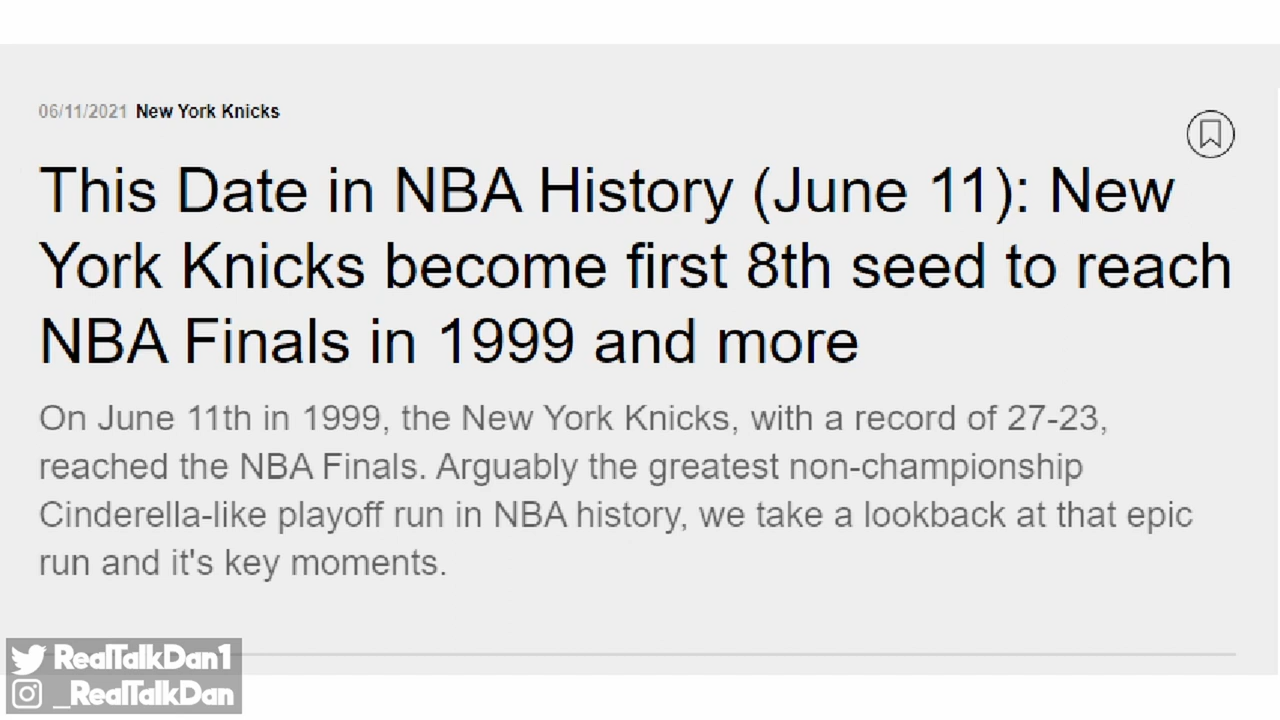 06/11/2021 New York Knicks
This Date in NBA History (June 11): New
York Knicks become first 8th seed to reach
NBA Finals in 1999 and more
On June 11th in 1999, the New York Knicks, with a record of 27-23,
reached the NBA Finals. Arguably the greatest non-championship
Cinderella-like playoff run in NBA history, we take a lookback at that epic
run and it's key moments.
RealTalkDan1
_RealTalkDan